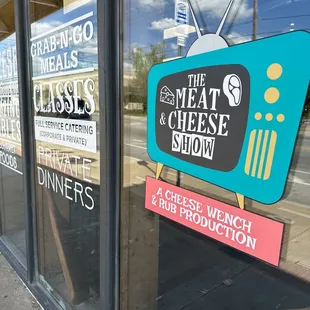 GRAB-N-GO
MEALS
CLASSES
FULL SERVICE CATERING
(CORPORATE & PRIVATE)
PRIVATE
DINNERS
FOODS
THE
MEAT
& CHEESE
SHOW
A CHEESE WENCH
& RUB PRODUCTION